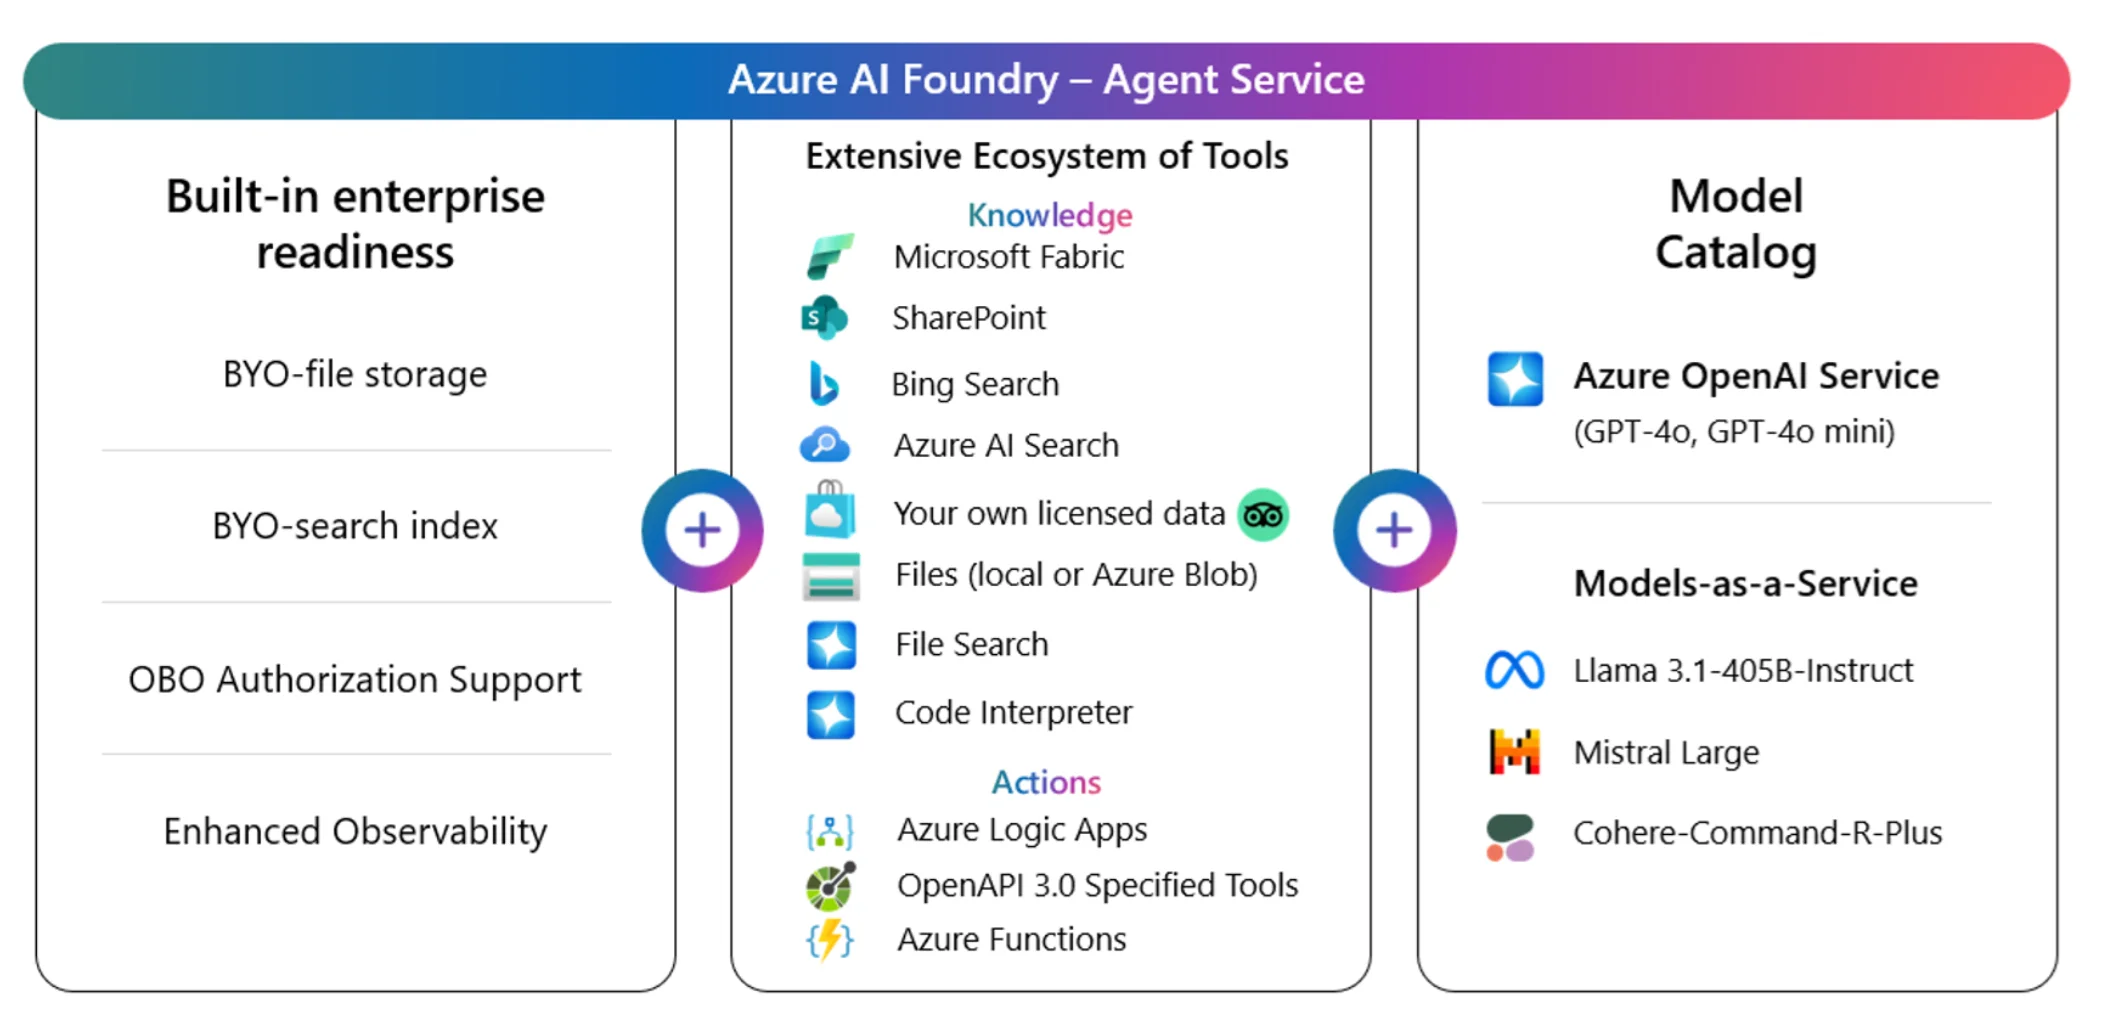 Azure AI Foundry – Agent Service
Built-in enterprise
readiness
BYO-file storage
BYO-search index
OBO Authorization Support
Enhanced Observability
Extensive Ecosystem of Tools
Knowledge
Microsoft Fabric
S
SharePoint
Bing Search
Azure AI Search
Your own licensed data
Files (local or Azure Blob)
File Search
Code Interpreter
Actions
Azure Logic Apps
OpenAPI 3.0 Specified Tools
Azure Functions
Model
Catalog
Azure OpenAI Service
(GPT-4o, GPT-4o mini)
Models-as-a-Service
Llama 3.1-405B-Instruct
Mistral Large
Cohere-Command-R-Plus